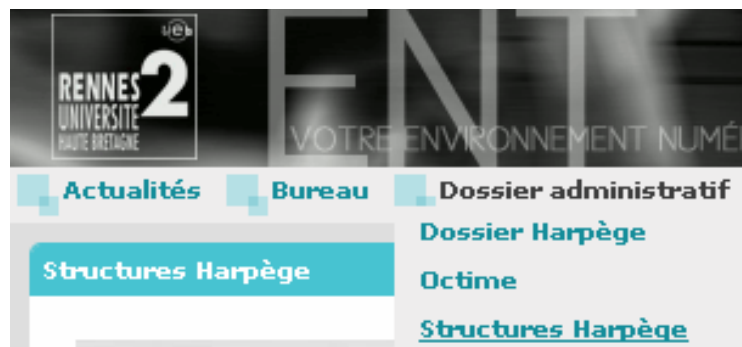 ueb
RENNES 2
UNIVERSITE
HAUTE BRETAGNE
ENT
VOTRE ENVIRONNEMENT NUMÉ
Actualités
Bureau
Dossier administratif
Dossier Harpège
Structures Harpège
Octime
Structures Harpège